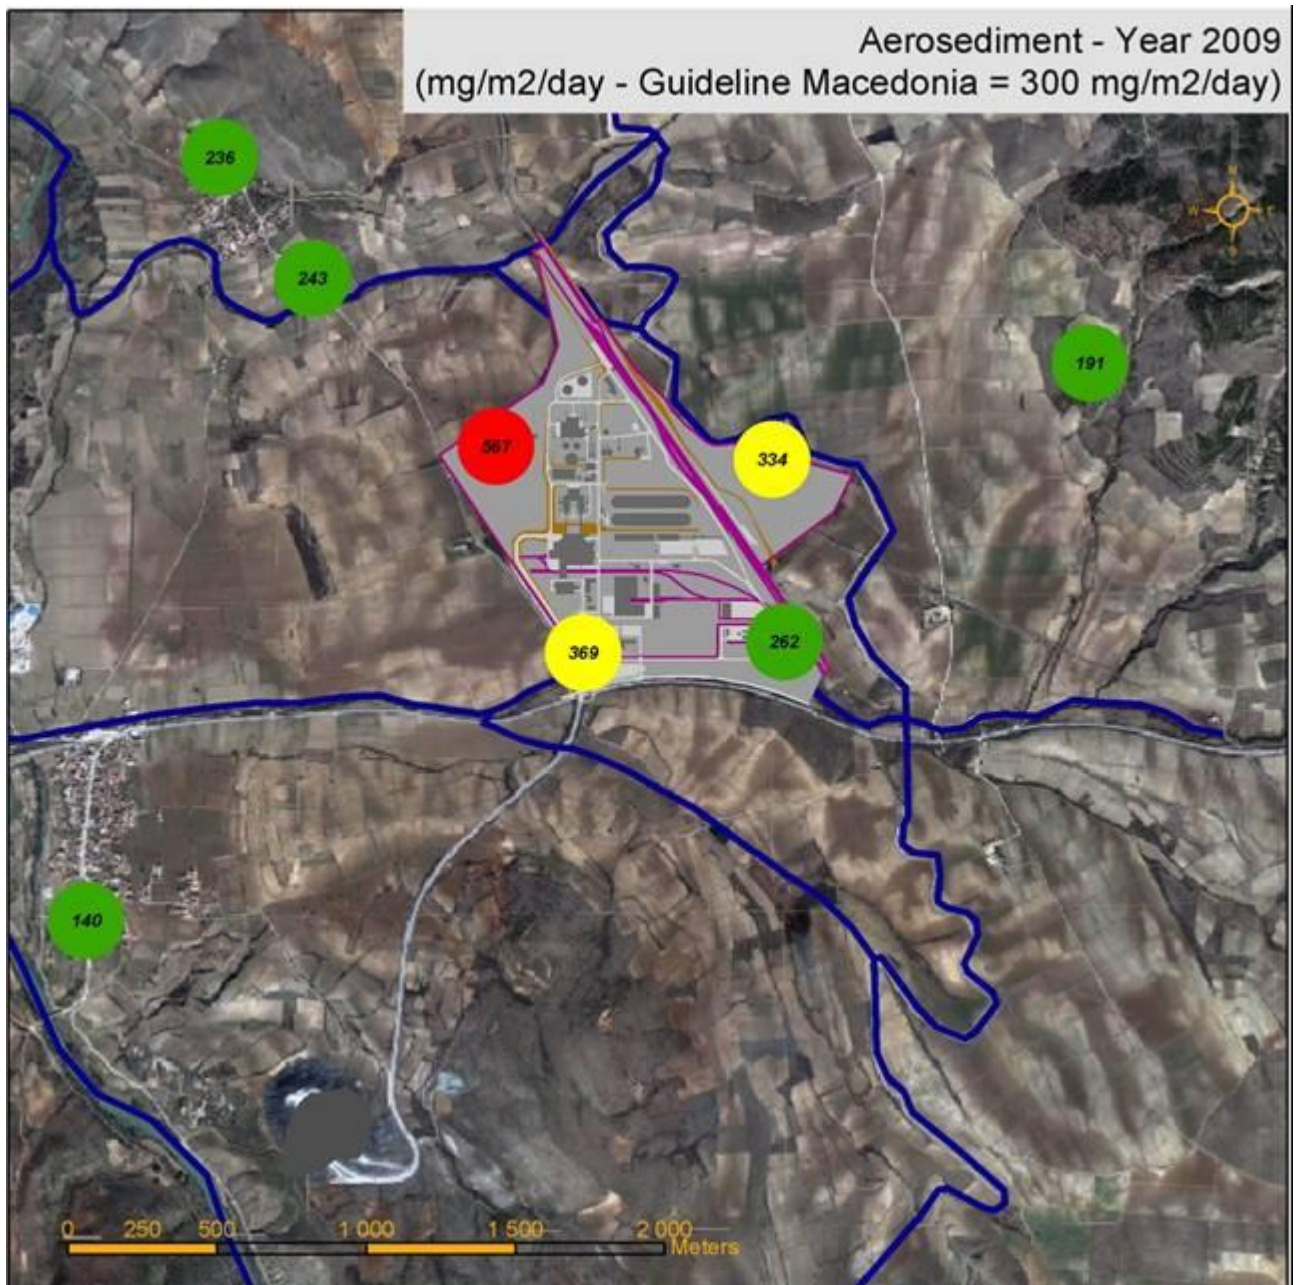 Aerosediment - Year 2009
(mg/m2/day - Guideline Macedonia = 300 mg/m2/day)
236
N
W E
S
243
191
567
334
369
262
140
0 250 500 1 000 1 500 2 000
Meters